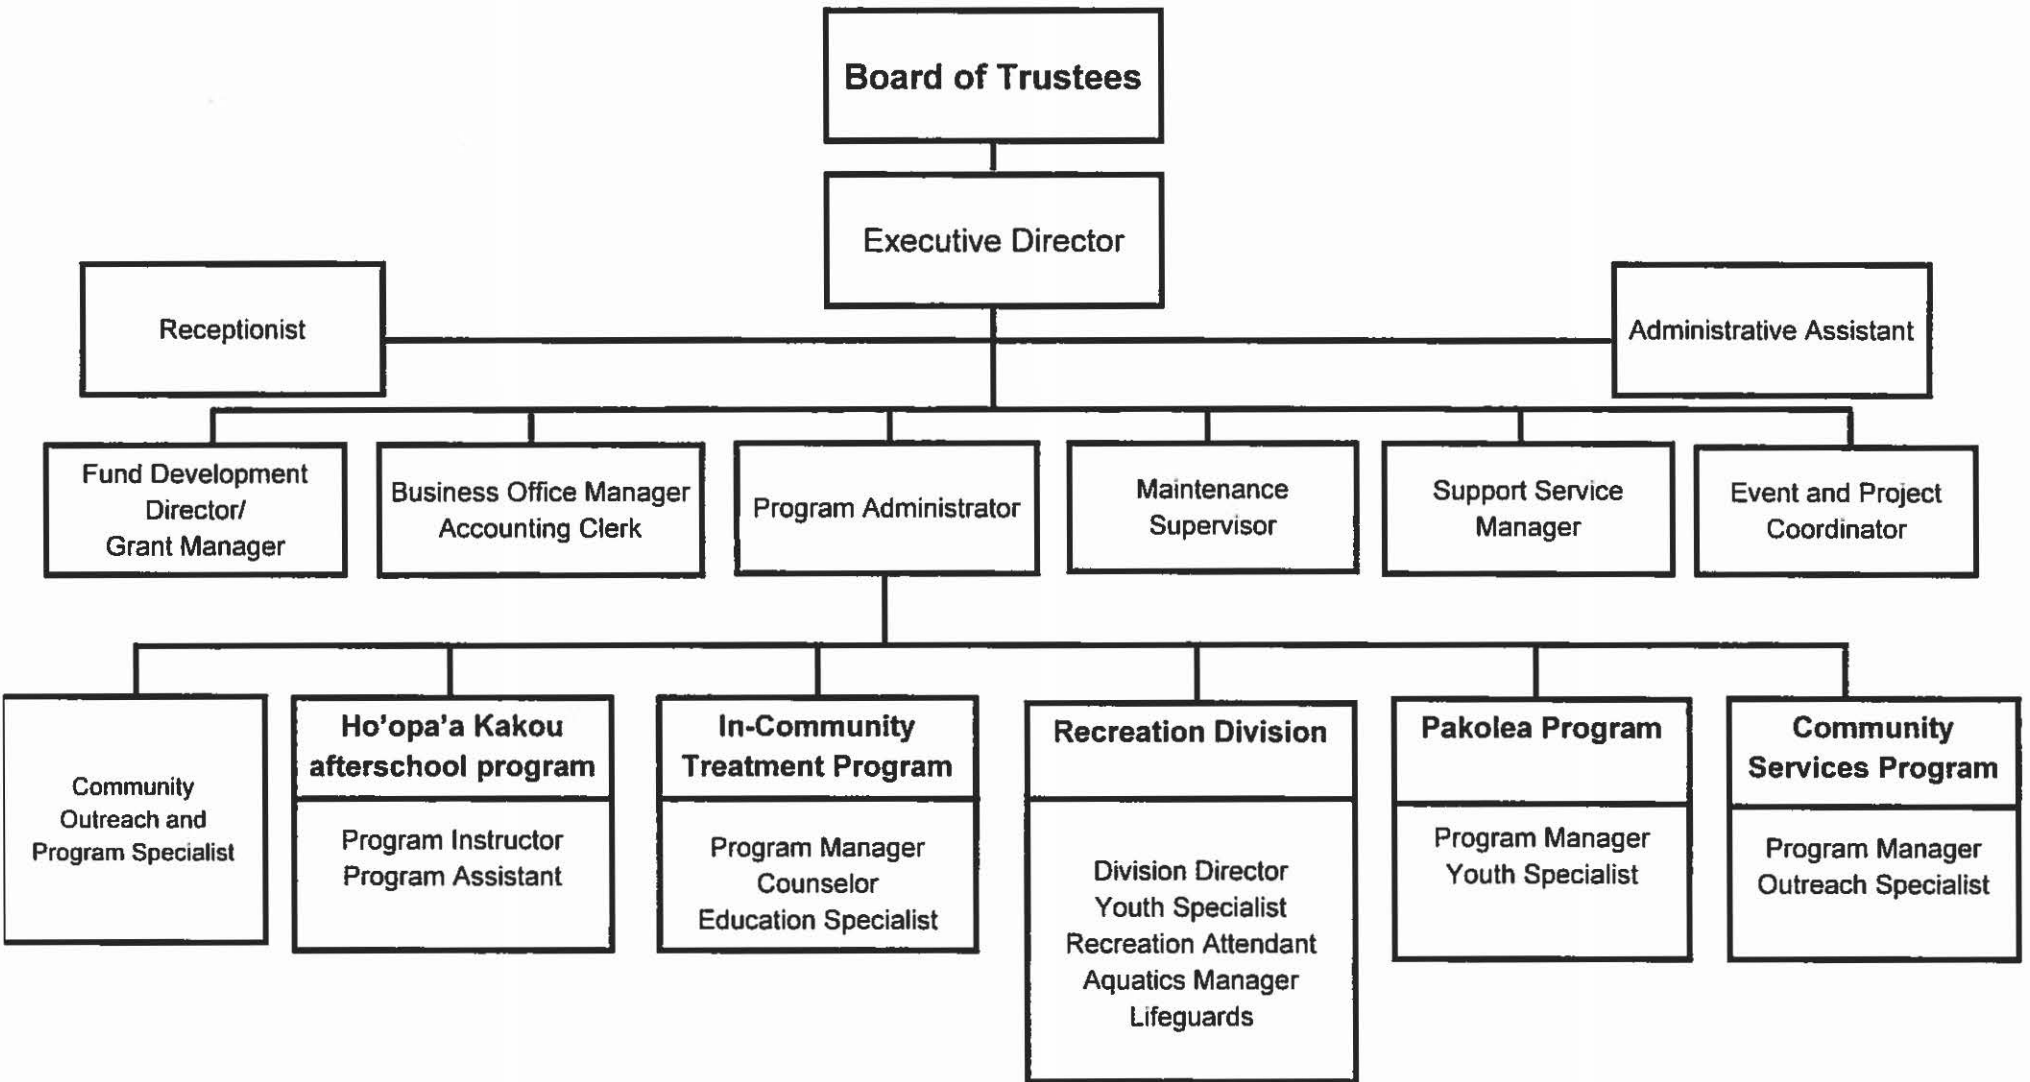 Board of Trustees
Executive Director
Receptionist
Administrative Assistant
Fund Development
Director/
Grant Manager
Business Office Manager
Accounting Clerk
Program Administrator
Maintenance
Supervisor
Support Service
Manager
Event and Project
Coordinator
Community
Outreach and
Program Specialist
Ho'opa'a Kakou
afterschool program
Program Instructor
Program Assistant
In-Community
Treatment Program
Program Manager
Counselor
Education Specialist
Recreation Division
Division Director
Youth Specialist
Recreation Attendant
Aquatics Manager
Lifeguards
Pakolea Program
Program Manager
Youth Specialist
Community
Services Program
Program Manager
Outreach Specialist